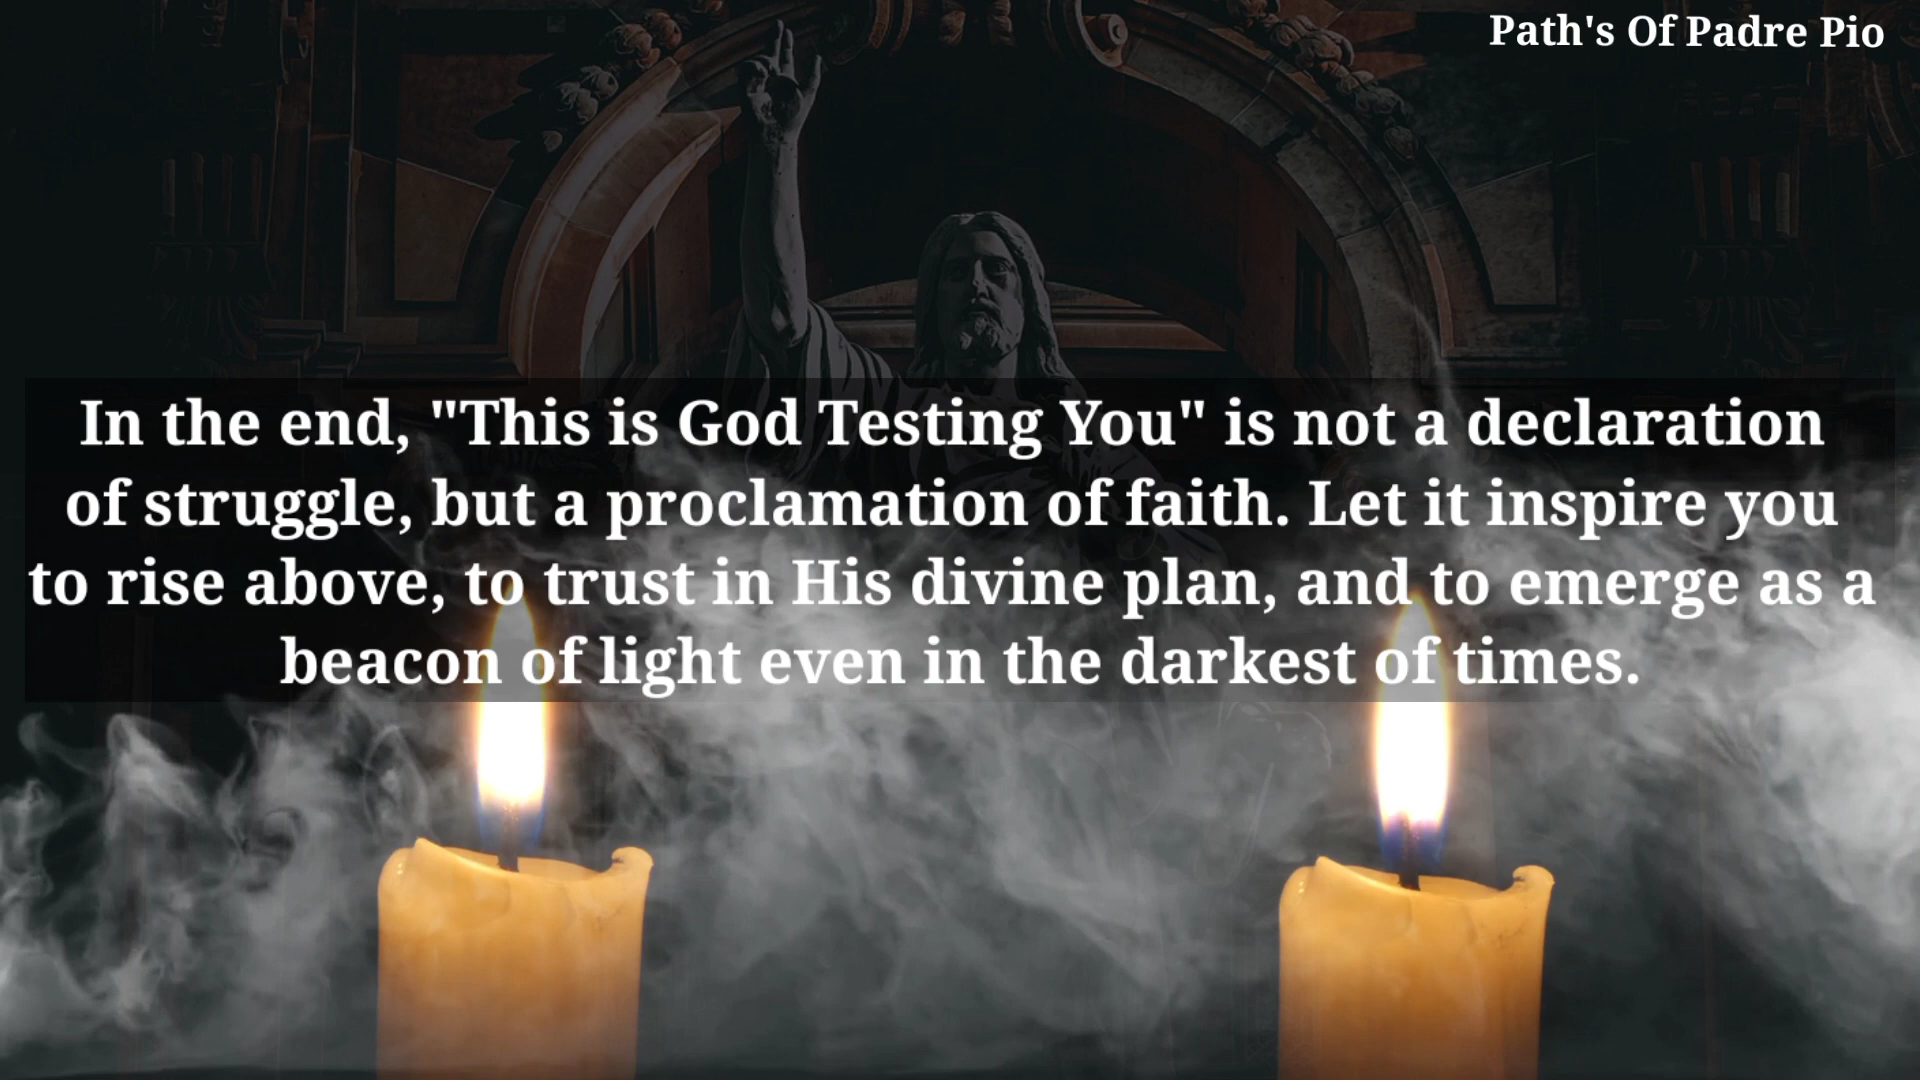 Path's Of Padre Pio
In the end, "This is God Testing You" is not a declaration
of struggle, but a proclamation of faith. Let it inspire you
to rise above, to trust in His divine plan, and to emerge as a
beacon of light even in the darkest of times.